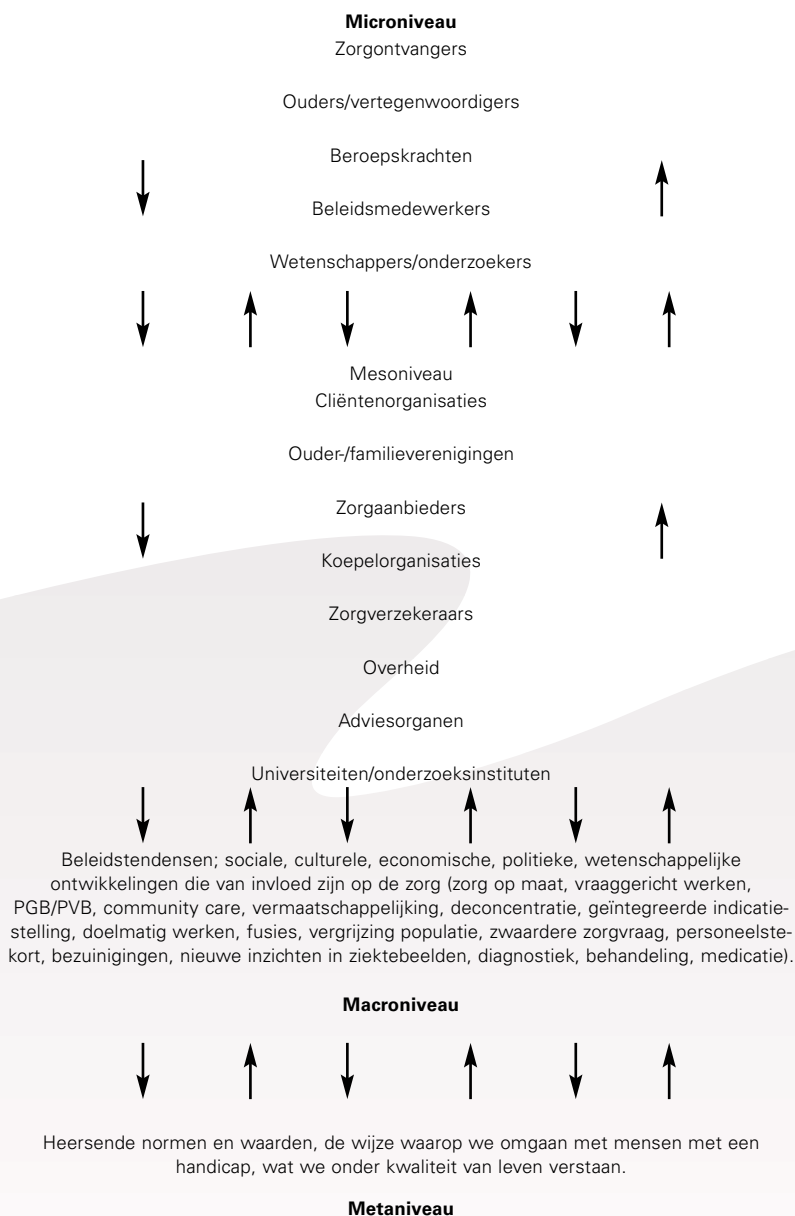 Microniveau
Zorgontvangers
Ouders/vertegenwoordigers
Beroepskrachten
Beleidsmedewerkers
Wetenschappers/onderzoekers
Mesoniveau
Cliëntenorganisaties
Ouder-/familieverenigingen
Zorgaanbieders
Koepelorganisaties
Zorgverzekeraars
Overheid
Adviesorganen
Universiteiten/onderzoeksinstituten
Beleidstendensen; sociale, culturele, economische, politieke, wetenschappelijke
ontwikkelingen die van invloed zijn op de zorg (zorg op maat, vraaggericht werken,
PGB/PVB, community care, vermaatschappelijking, deconcentratie, geïntegreerde indicatie-
stelling, doelmatig werken, fusies, vergrijzing populatie, zwaardere zorgvraag, personeelste-
kort, bezuinigingen, nieuwe inzichten in ziektebeelden, diagnostiek, behandeling, medicatie).
Macroniveau
Heersende normen en waarden, de wijze waarop we omgaan met mensen met een
handicap, wat we onder kwaliteit van leven verstaan.
Metaniveau